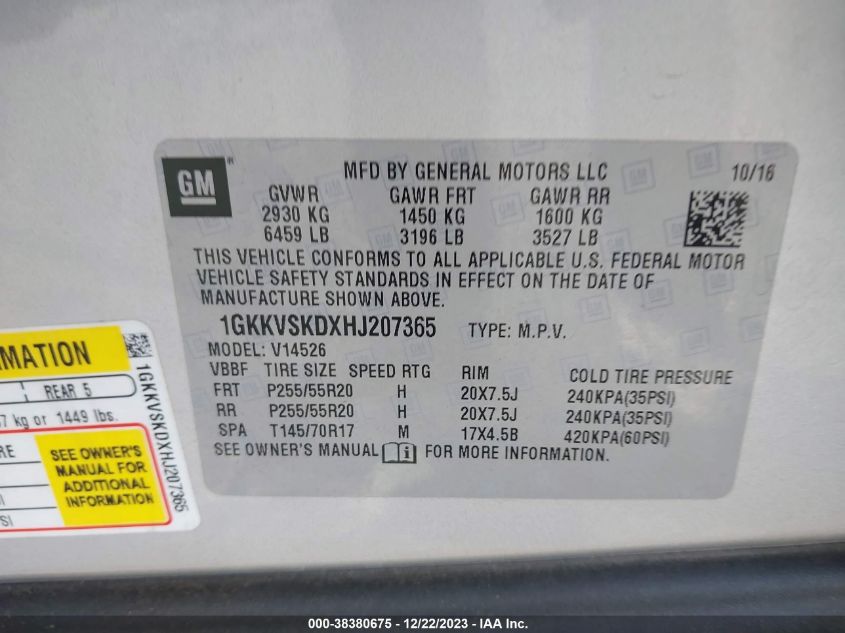 GM
MFD BY GENERAL MOTORS LLC 10/16
GVWR GAWR FRT GAWR RR
2930 KG 1450 KG 1600 KG
6459 LB 3196 LB 3527 LB
THIS VEHICLE CONFORMS TO ALL APPLICABLE U.S. FEDERAL MOTOR
VEHICLE SAFETY STANDARDS IN EFFECT ON THE DATE OF
MANUFACTURE SHOWN ABOVE.
1GKKVSKDXHJ207365 TYPE: M.P.V.
MODEL: V14526
VBBF TIRE SIZE SPEED RTG RIM COLD TIRE PRESSURE
FRT P255/55R20 H 20X7.5J 240KPA(35PSI)
RR P255/55R20 H 20X7.5J 240KPA(35PSI)
SPA T145/70R17 M 17X4.5B 420KPA(60PSI)
SEE OWNER'S MANUAL FOR MORE INFORMATION.
REAR 5
kg or 1449 lbs.
SEE OWNER'S
MANUAL FOR
ADDITIONAL
INFORMATION
1GKKVSKDXHJ207365
000-38380675 - 12/22/2023 - IAA Inc.